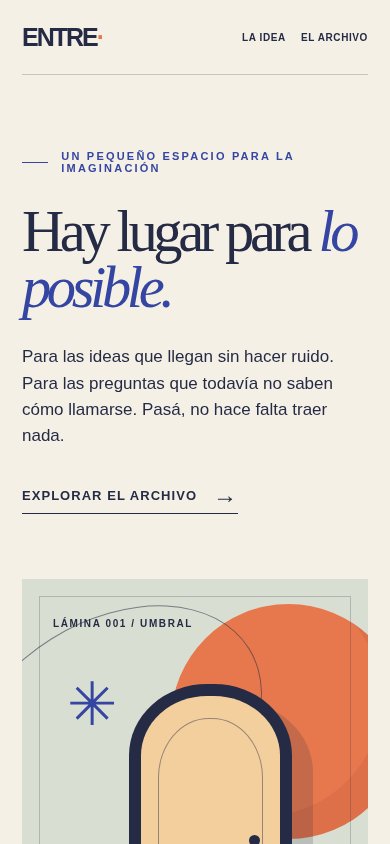 ENTRE·
LA IDEA EL ARCHIVO
UN PEQUEÑO ESPACIO PARA LA
IMAGINACIÓN
Hay lugar para lo
posible.
Para las ideas que llegan sin hacer ruido.
Para las preguntas que todavía no saben
cómo llamarse. Pasá, no hace falta traer
nada.
EXPLORAR EL ARCHIVO →
LÁMINA 001 / UMBRAL